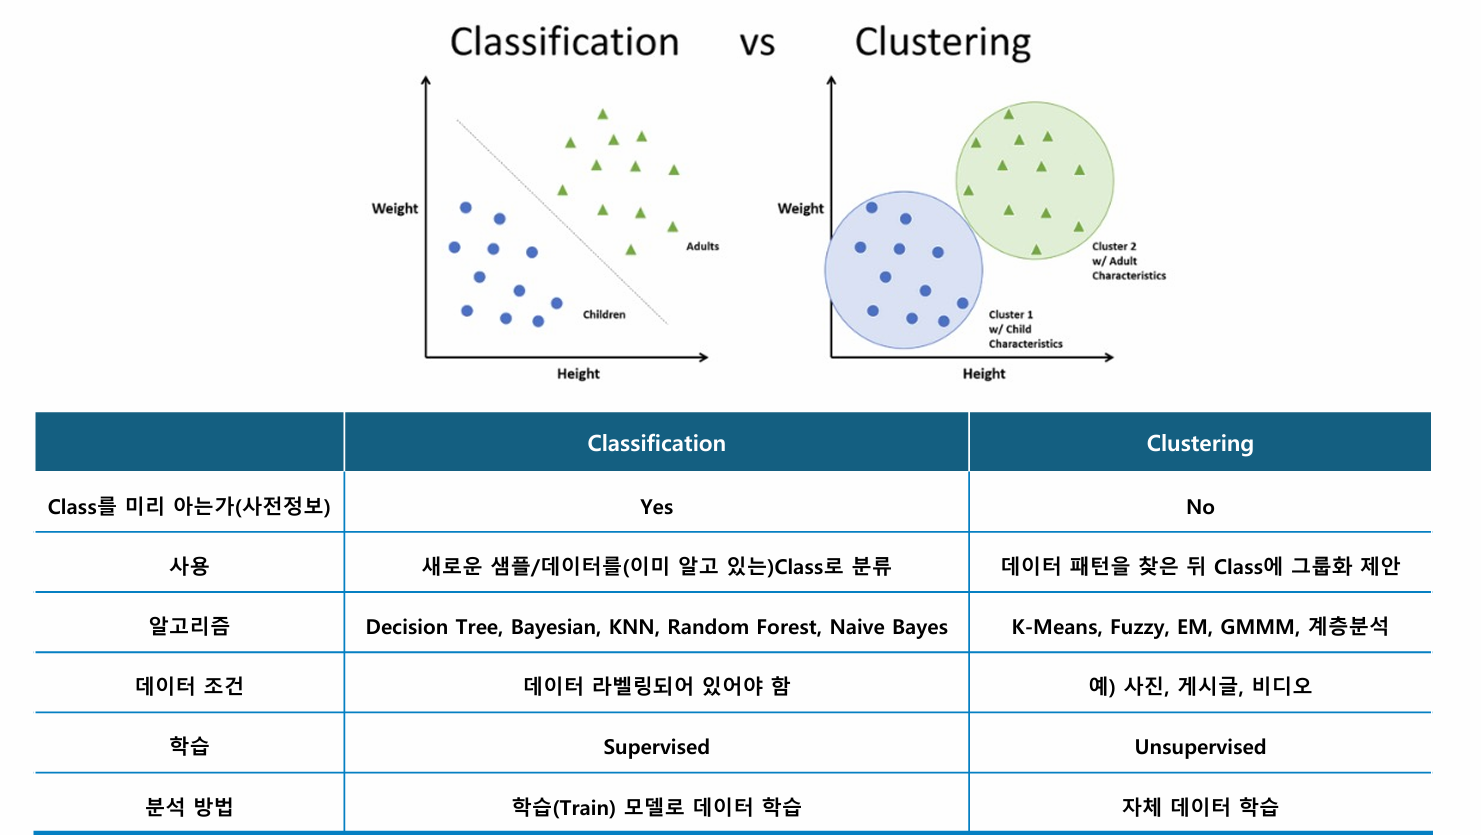 Classification vs Clustering
Weight
Adults
Children
Height
Weight
Cluster 2
w/ Adult
Characteristics
Cluster 1
w/ Child
Characteristics
Height
Classification Clustering
Class를 미리 아는가(사전정보) Yes No
사용 새로운 샘플/데이터를(이미 알고 있는)Class로 분류 데이터 패턴을 찾은 뒤 Class에 그룹화 제안
알고리즘 Decision Tree, Bayesian, KNN, Random Forest, Naive Bayes K-Means, Fuzzy, EM, GMMM, 계층분석
데이터 조건 데이터 라벨링되어 있어야 함 예) 사진, 게시글, 비디오
학습 Supervised Unsupervised
분석 방법 학습(Train) 모델로 데이터 학습 자체 데이터 학습